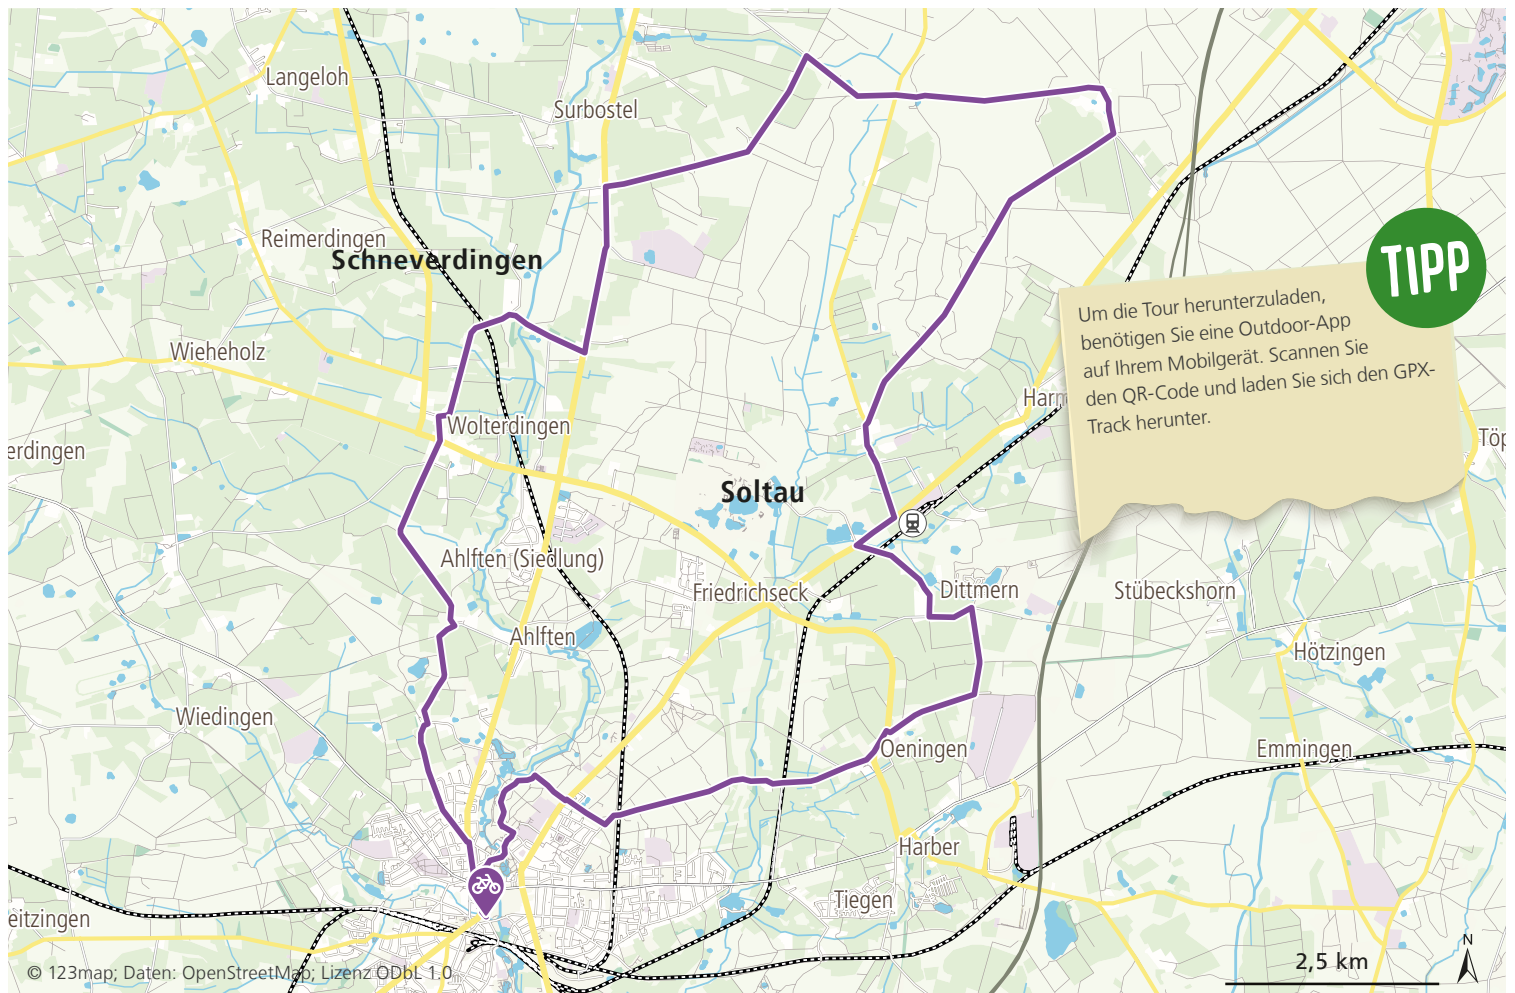 Langeloh
Surbostel
Reimerdingen
Schneverdingen
TIPP
Um die Tour herunterzuladen,
benötigen Sie eine Outdoor-App
auf Ihrem Mobilgerät. Scannen Sie
den QR-Code und laden Sie sich den GPX-
Track herunter.
Wieheholz
Harm
Wolterdingen
erdingen
Töp
Soltau
Ahlften (Siedlung)
Friedrichseck
Dittmern
Stübeckshorn
Ahlften
Hötzingen
Wiedingen
Oeningen
Emmingen
Harber
Tiegen
eitzingen
N
2,5 km
© 123map; Daten: OpenStreetMap; Lizenz ODbL 1.0